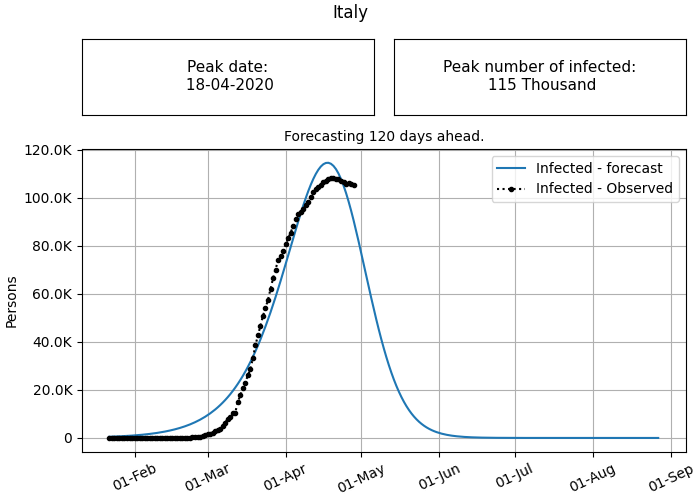 Italy
Peak date:
18-04-2020
Peak number of infected:
115 Thousand
Forecasting 120 days ahead.
120.0K
100.0K
80.0K
60.0K
40.0K
20.0K
0
Persons
Infected - forecast
Infected - Observed
01-Feb
01-Mar
01-Apr
01-May
01-Jun
01-Jul
01-Aug
01-Sep